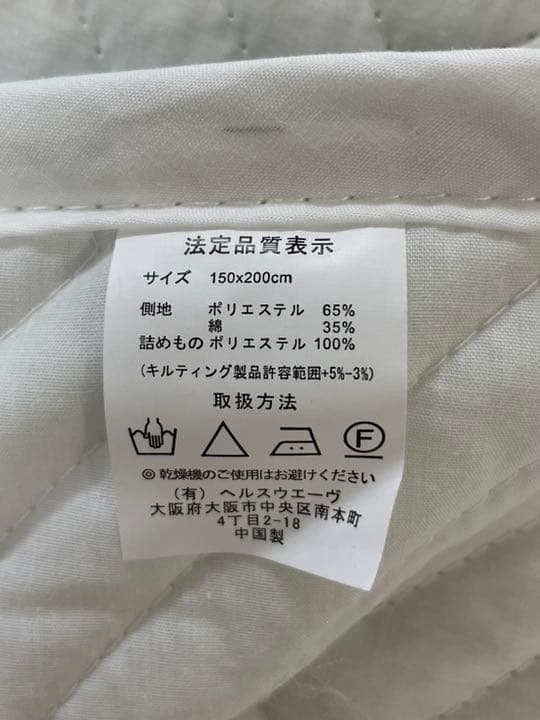 法定品質表示
サイズ 150x200cm
側地 ポリエステル 65%
綿 35%
詰めもの ポリエステル 100%
(キルティング製品許容範囲+5%-3%)
取扱方法
F
◎乾燥機のご使用はお避けください
(有) ヘルスウエーヴ
大阪府大阪市中央区南本町
4丁目2-18
中国製